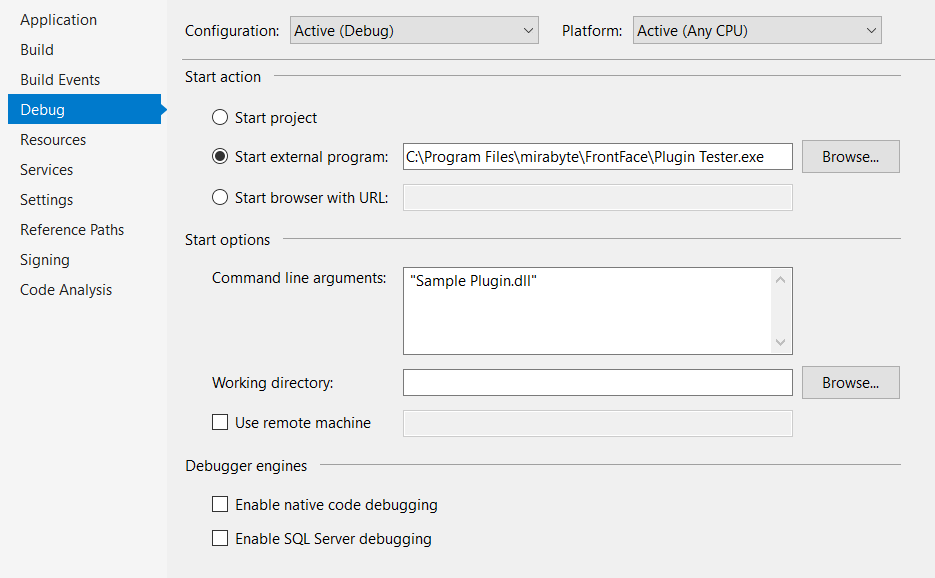 Application
Build
Build Events
Debug
Resources
Services
Settings
Reference Paths
Signing
Code Analysis
Configuration: Active (Debug) Platform: Active (Any CPU)
Start action
Start project
Start external program: C:\Program Files\mirabyte\FrontFace\Plugin Tester.exe Browse...
Start browser with URL:
Start options
Command line arguments: "Sample Plugin.dll"
Working directory: Browse...
Use remote machine
Debugger engines
Enable native code debugging
Enable SQL Server debugging